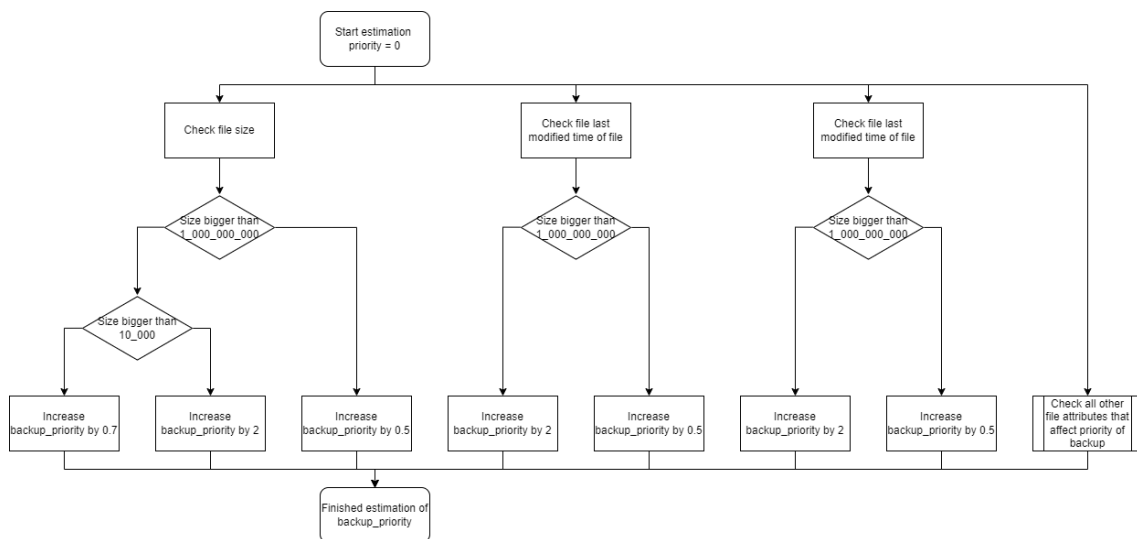 Start estimation
priority = 0
Check file size
Check file last
modified time of file
Check file last
modified time of file
Size bigger than
1_000_000_000
Size bigger than
1_000_000_000
Size bigger than
1_000_000_000
Size bigger than
10_000
Increase
backup_priority by 0.7
Increase
backup_priority by 2
Increase
backup_priority by 0.5
Increase
backup_priority by 2
Increase
backup_priority by 0.5
Increase
backup_priority by 2
Increase
backup_priority by 0.5
Check all other
file attributes that
affect priority of
backup
Finished estimation of
backup_priority